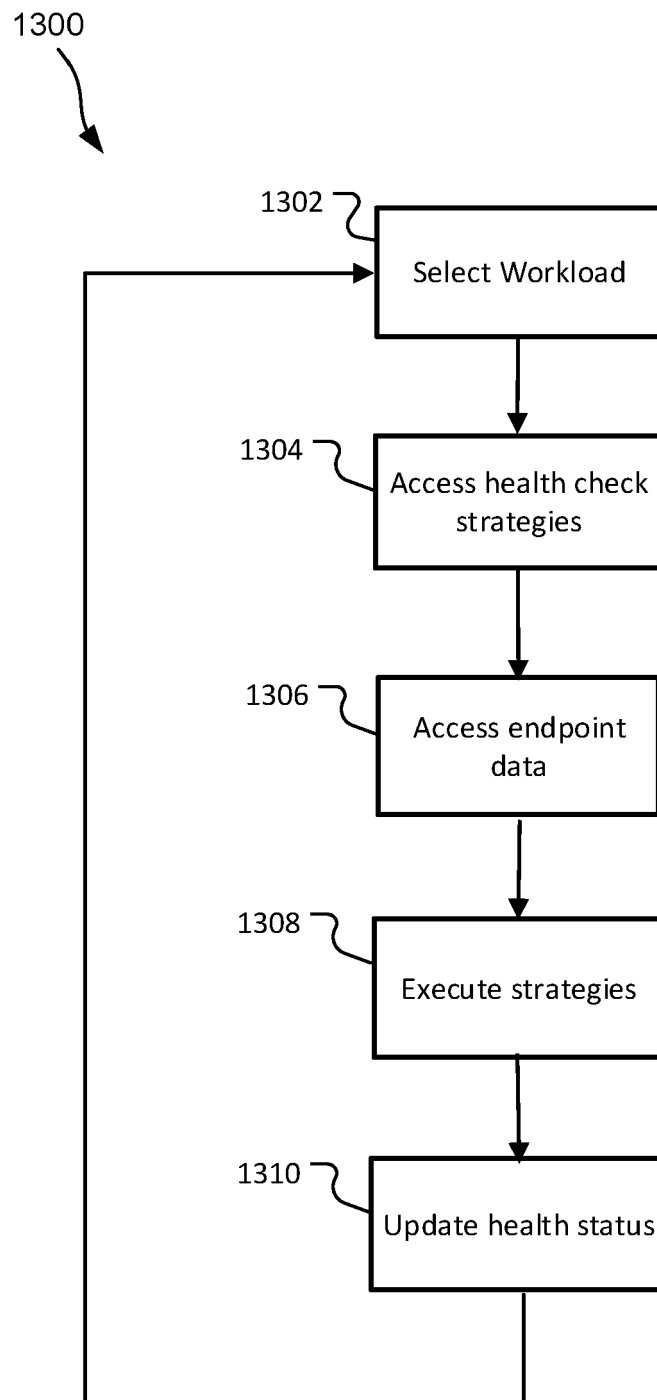 1300
1302
Select Workload
1304
Access health check
strategies
1306
Access endpoint
data
1308
Execute strategies
1310
Update health status